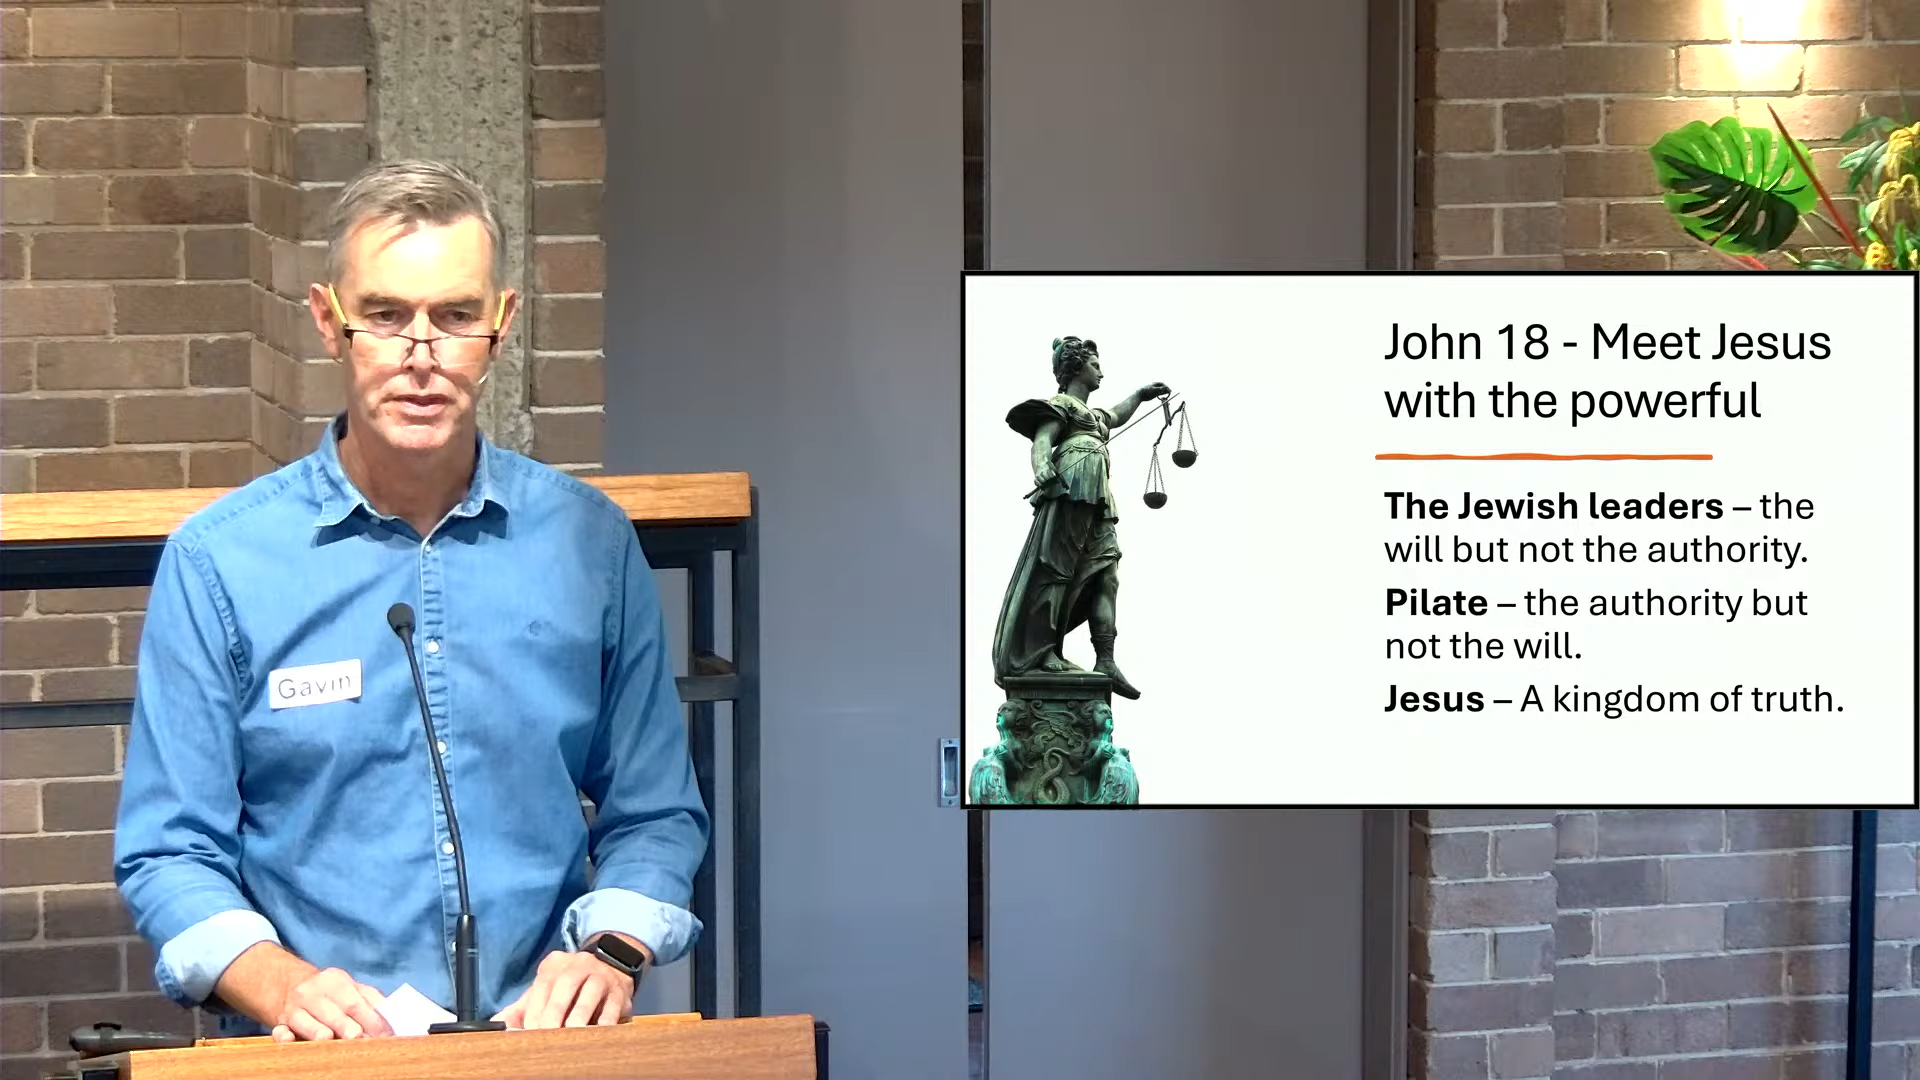 Gavin
John 18 - Meet Jesus
with the powerful
The Jewish leaders – the
will but not the authority.
Pilate – the authority but
not the will.
Jesus – A kingdom of truth.